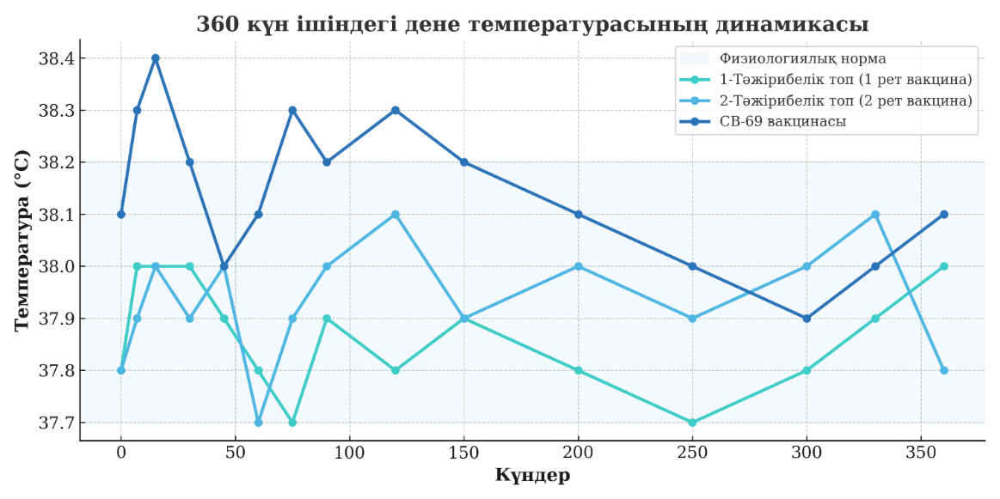 360 күн ішіндегі дене температурасының динамикасы
Физиологиялық норма
1-Тәжірибелік топ (1 рет вакцина)
2-Тәжірибелік топ (2 рет вакцина)
СВ-69 вакцинасы
Температура (°C)
38.4
38.3
38.2
38.1
38.0
37.9
37.8
37.7
0 50 100 150 200 250 300 350
Күндер